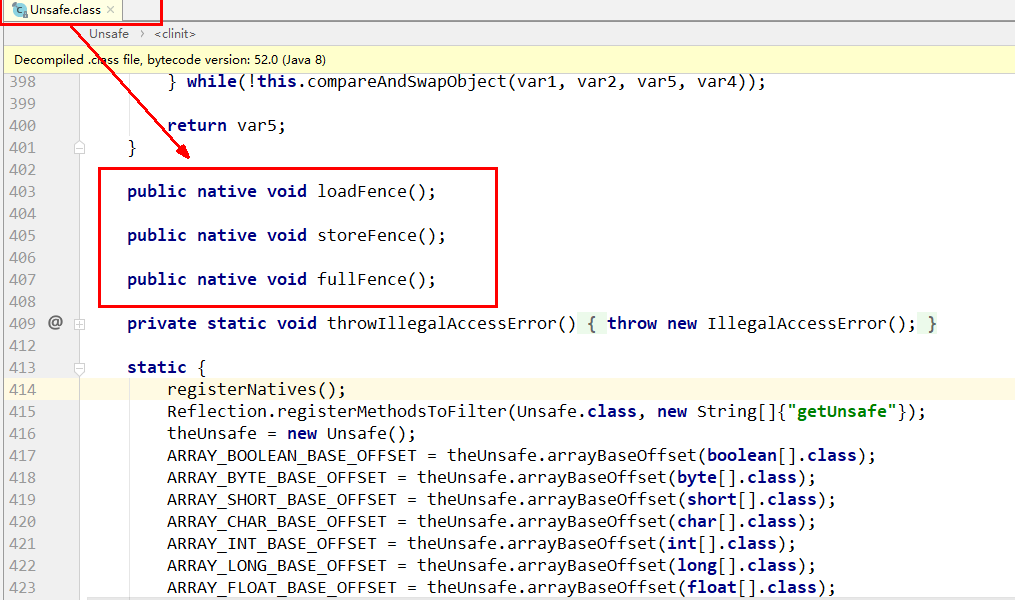 Unsafe.class ×
Unsafe › <clinit>
Decompiled .class file, bytecode version: 52.0 (Java 8)
398 } while(!this.compareAndSwapObject(var1, var2, var5, var4));
399
400 return var5;
401 }
402
403 public native void loadFence();
404
405 public native void storeFence();
406
407 public native void fullFence();
408
409 @ private static void throwIllegalAccessError() { throw new IllegalAccessError(); }
412
413 static {
414 registerNatives();
415 Reflection.registerMethodsToFilter(Unsafe.class, new String[]{"getUnsafe"});
416 theUnsafe = new Unsafe();
417 ARRAY_BOOLEAN_BASE_OFFSET = theUnsafe.arrayBaseOffset(boolean[].class);
418 ARRAY_BYTE_BASE_OFFSET = theUnsafe.arrayBaseOffset(byte[].class);
419 ARRAY_SHORT_BASE_OFFSET = theUnsafe.arrayBaseOffset(short[].class);
420 ARRAY_CHAR_BASE_OFFSET = theUnsafe.arrayBaseOffset(char[].class);
421 ARRAY_INT_BASE_OFFSET = theUnsafe.arrayBaseOffset(int[].class);
422 ARRAY_LONG_BASE_OFFSET = theUnsafe.arrayBaseOffset(long[].class);
423 ARRAY_FLOAT_BASE_OFFSET = theUnsafe.arrayBaseOffset(float[].class);